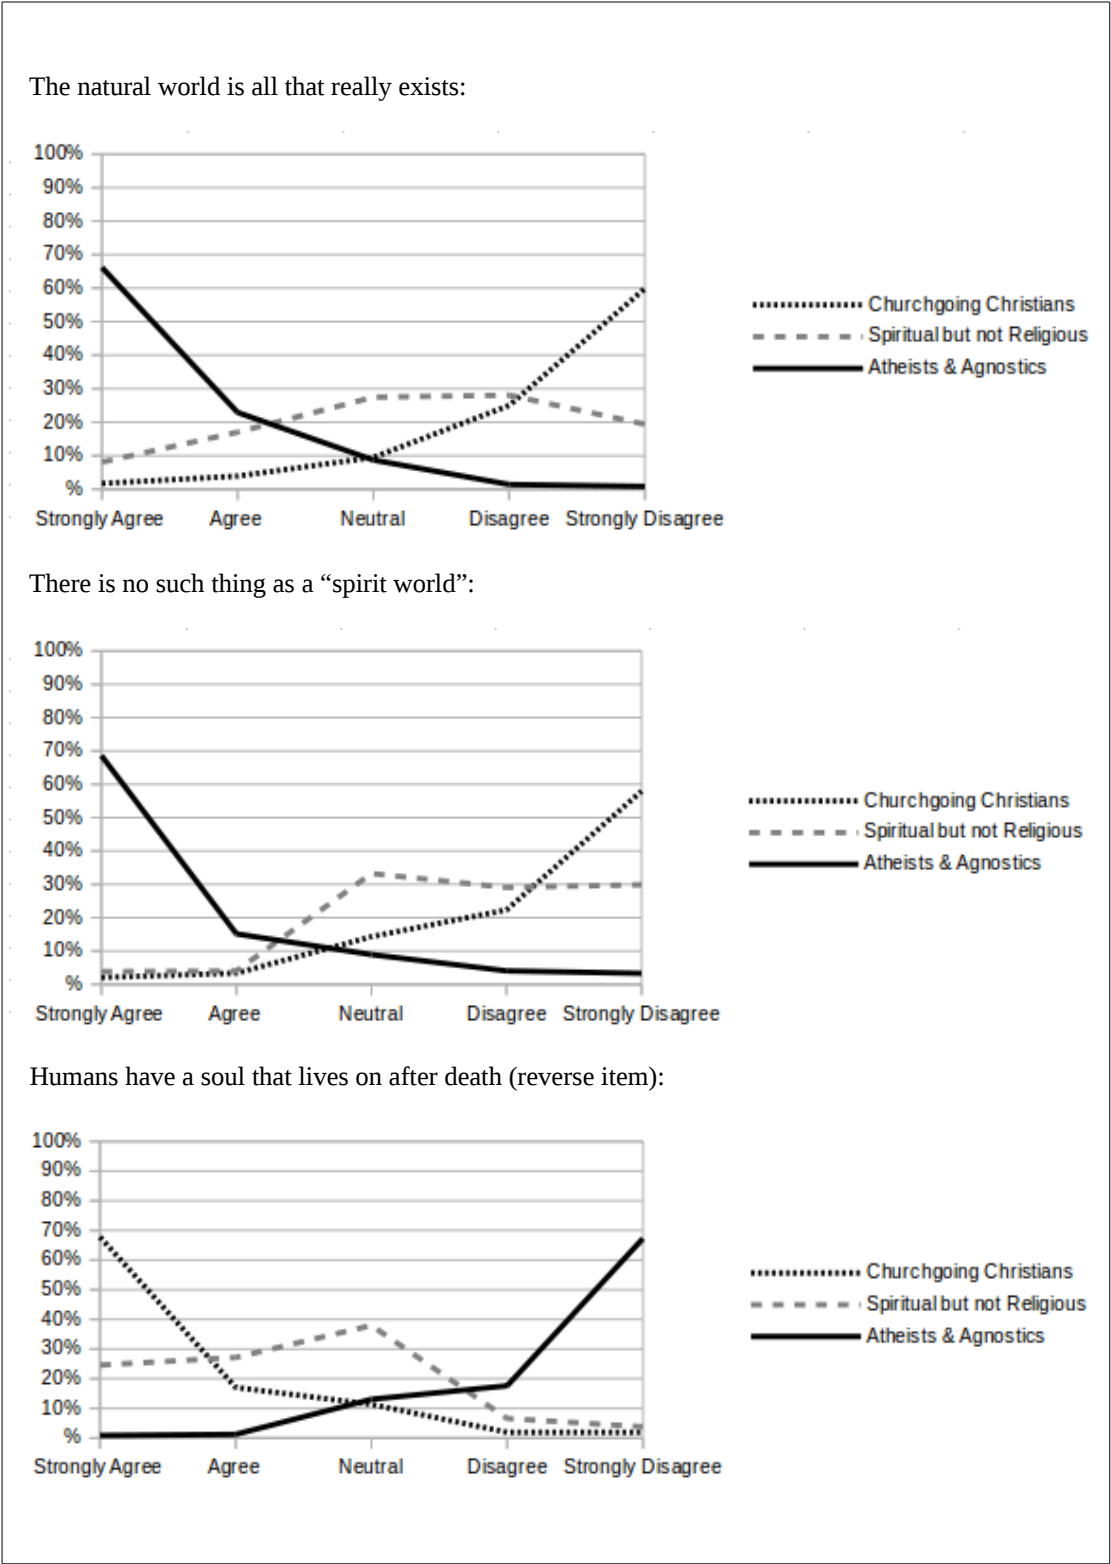 The natural world is all that really exists:
100%
90%
80%
70%
60%
50%
40%
30%
20%
10%
%
Strongly Agree Agree Neutral Disagree Strongly Disagree
Churchgoing Christians
Spiritual but not Religious
Atheists & Agnostics
There is no such thing as a “spirit world”:
100%
90%
80%
70%
60%
50%
40%
30%
20%
10%
%
Strongly Agree Agree Neutral Disagree Strongly Disagree
Churchgoing Christians
Spiritual but not Religious
Atheists & Agnostics
Humans have a soul that lives on after death (reverse item):
100%
90%
80%
70%
60%
50%
40%
30%
20%
10%
%
Strongly Agree Agree Neutral Disagree Strongly Disagree
Churchgoing Christians
Spiritual but not Religious
Atheists & Agnostics